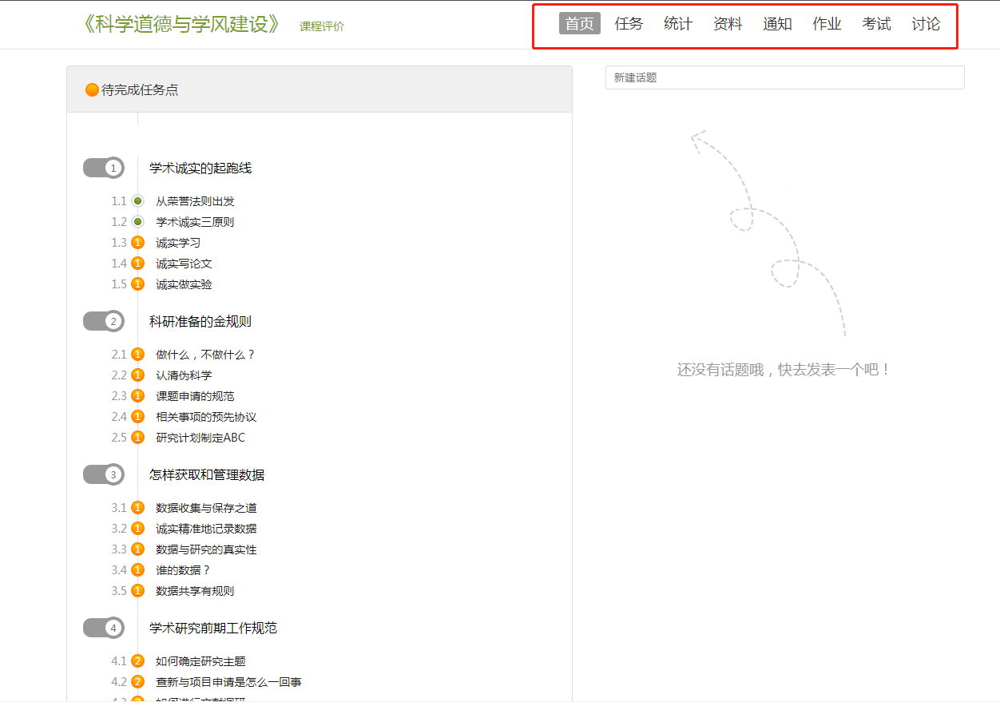 《科学道德与学风建设》 课程评价 首页 任务 统计 资料 通知 作业 考试 讨论
待完成任务点
1 学术诚实的起跑线
1.1 从荣誉法则出发
1.2 学术诚实三原则
1.3 1 诚实学习
1.4 1 诚实写论文
1.5 1 诚实做实验
2 科研准备的金规则
2.1 1 做什么，不做什么？
2.2 1 认清伪科学
2.3 1 课题申请的规范
2.4 1 相关事项的预先协议
2.5 1 研究计划制定ABC
3 怎样获取和管理数据
3.1 1 数据收集与保存之道
3.2 1 诚实精准地记录数据
3.3 1 数据与研究的真实性
3.4 1 谁的数据？
3.5 1 数据共享有规则
4 学术研究前期工作规范
4.1 2 如何确定研究主题
4.2 2 查新与项目申请是怎么一回事
新建话题
还没有话题哦，快去发表一个吧！